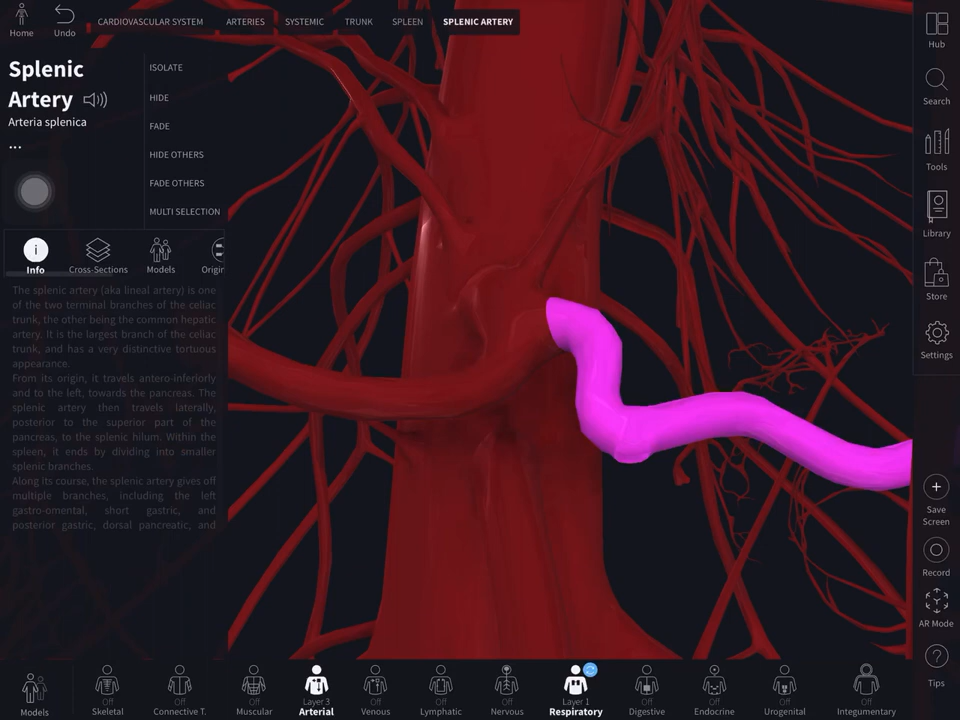 Home
Undo
CARDIOVASCULAR SYSTEM
ARTERIES
SYSTEMIC
TRUNK
SPLEEN
SPLENIC ARTERY
Splenic
Artery
Arteria splenica
...
ISOLATE
HIDE
FADE
HIDE OTHERS
FADE OTHERS
MULTI SELECTION
Info
Cross-Sections
Models
Origin
The splenic artery (aka lineal artery) is one
of the two terminal branches of the celiac
trunk, the other being the common hepatic
artery. It is the largest branch of the celiac
trunk, and has a very distinctive tortuous
appearance.
From its origin, it travels antero-inferiorly
and to the left, towards the pancreas. The
splenic artery then travels laterally,
posterior to the superior part of the
pancreas, to the splenic hilum. Within the
spleen, it ends by dividing into smaller
splenic branches.
Along its course, the splenic artery gives off
multiple branches, including the left
gastro-omental, short gastric, and
posterior gastric, dorsal pancreatic, and
Hub
Search
Tools
Library
Store
Settings
Save
Screen
Record
AR Mode
Tips
Models
Off
Skeletal
Off
Connective T.
Off
Muscular
Layer 3
Arterial
Off
Venous
Off
Lymphatic
Off
Nervous
Layer 1
Respiratory
Off
Digestive
Off
Endocrine
Off
Urogenital
Off
Integumentary